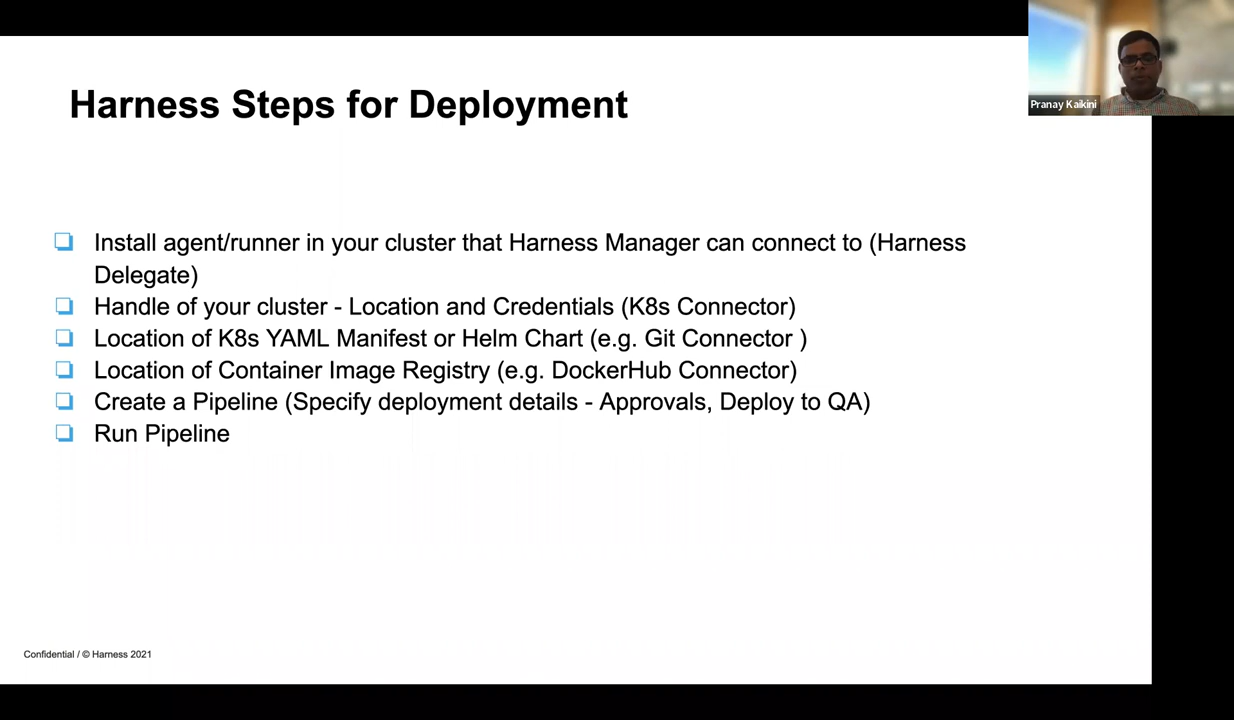 Harness Steps for Deployment
Pranay Kaikini
Install agent/runner in your cluster that Harness Manager can connect to (Harness
Delegate)
Handle of your cluster - Location and Credentials (K8s Connector)
Location of K8s YAML Manifest or Helm Chart (e.g. Git Connector )
Location of Container Image Registry (e.g. DockerHub Connector)
Create a Pipeline (Specify deployment details - Approvals, Deploy to QA)
Run Pipeline
Confidential / © Harness 2021